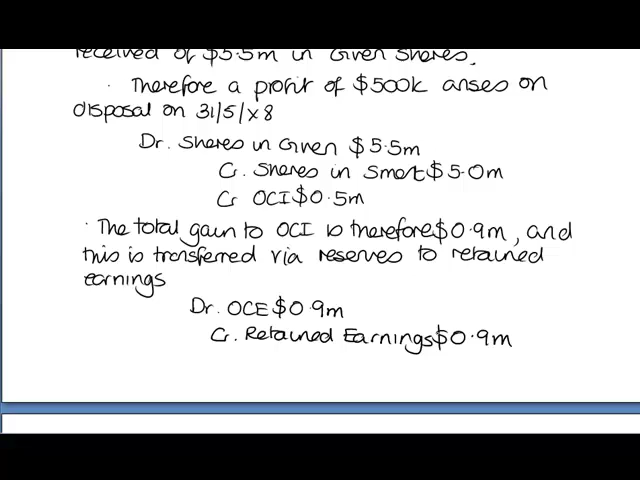 received of $5.5m in Given shares.
· Therefore a profit of $500k arises on
disposal on 31/5/x8
Dr. Shares in Given $5.5m
Cr. Shares in Smart $5.0m
Cr OCI $0.5m
· The total gain to OCI is therefore $0.9m, and
this is transferred via reserves to retained
earnings
Dr. OCE $0.9m
Cr. Retained Earnings $0.9m